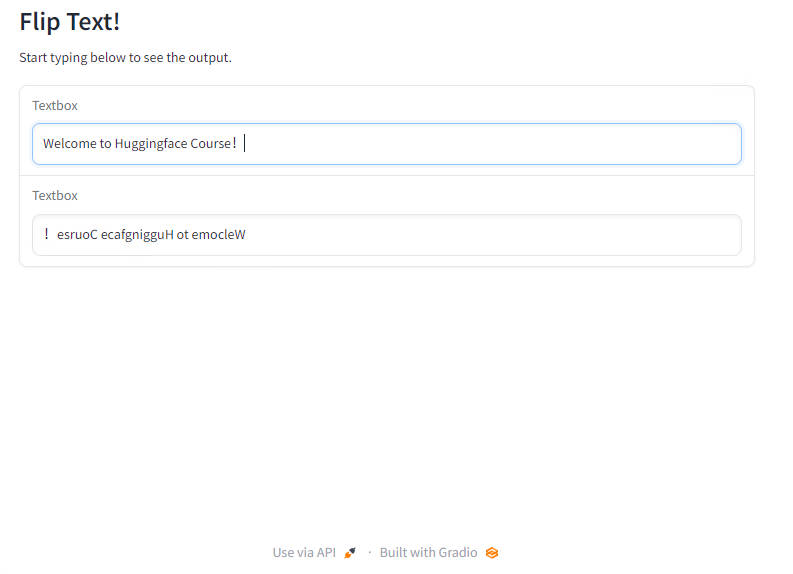 Flip Text!
Start typing below to see the output.
Textbox
Welcome to Huggingface Course！
Textbox
！esruoC ecafgnigguH ot emocleW
Use via API · Built with Gradio